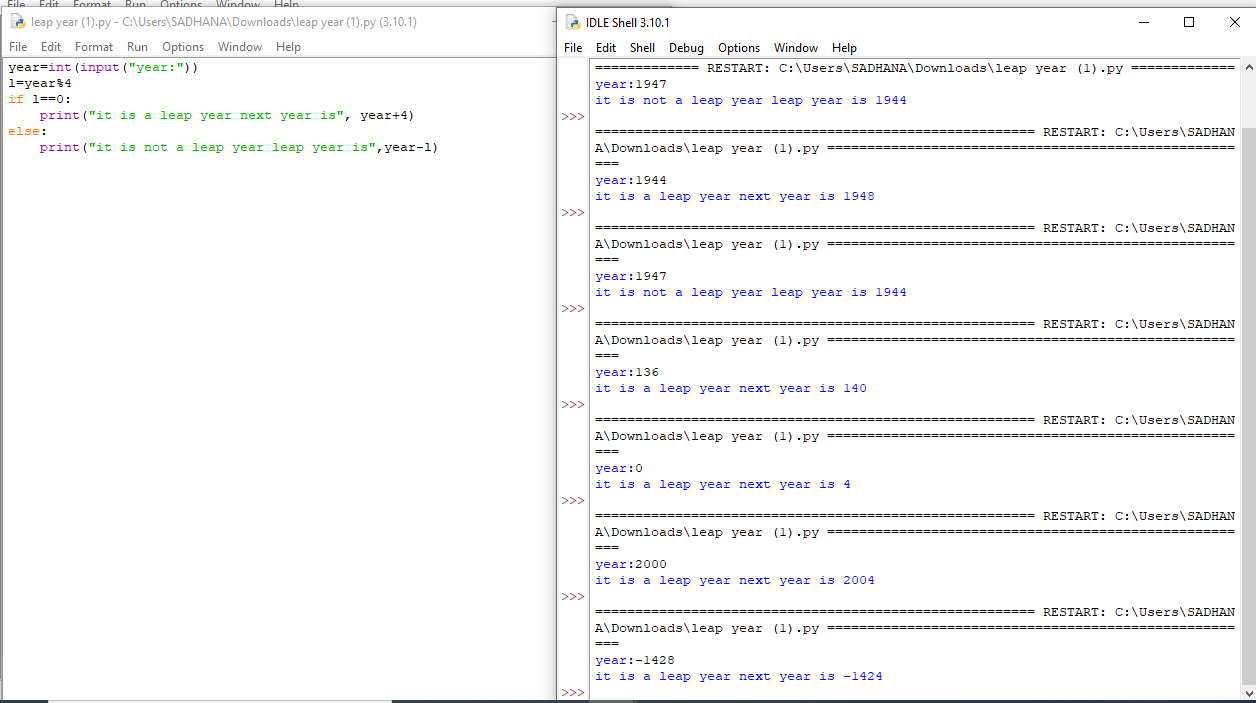 File Edit Format Run Options Window Help
leap year (1).py - C:\Users\SADHANA\Downloads\leap year (1).py (3.10.1)
File Edit Format Run Options Window Help
year=int(input("year:"))
l=year%4
if l==0:
    print("it is a leap year next year is", year+4)
else:
    print("it is not a leap year leap year is",year-l)
IDLE Shell 3.10.1
File Edit Shell Debug Options Window Help
============= RESTART: C:\Users\SADHANA\Downloads\leap year (1).py =============
year:1947
it is not a leap year leap year is 1944
>>>
======================================================= RESTART: C:\Users\SADHAN
A\Downloads\leap year (1).py ===================================================
===
year:1944
it is a leap year next year is 1948
>>>
======================================================= RESTART: C:\Users\SADHAN
A\Downloads\leap year (1).py ===================================================
===
year:1947
it is not a leap year leap year is 1944
>>>
======================================================= RESTART: C:\Users\SADHAN
A\Downloads\leap year (1).py ===================================================
===
year:136
it is a leap year next year is 140
>>>
======================================================= RESTART: C:\Users\SADHAN
A\Downloads\leap year (1).py ===================================================
===
year:0
it is a leap year next year is 4
>>>
======================================================= RESTART: C:\Users\SADHAN
A\Downloads\leap year (1).py ===================================================
===
year:2000
it is a leap year next year is 2004
>>>
======================================================= RESTART: C:\Users\SADHAN
A\Downloads\leap year (1).py ===================================================
===
year:-1428
it is a leap year next year is -1424
>>>